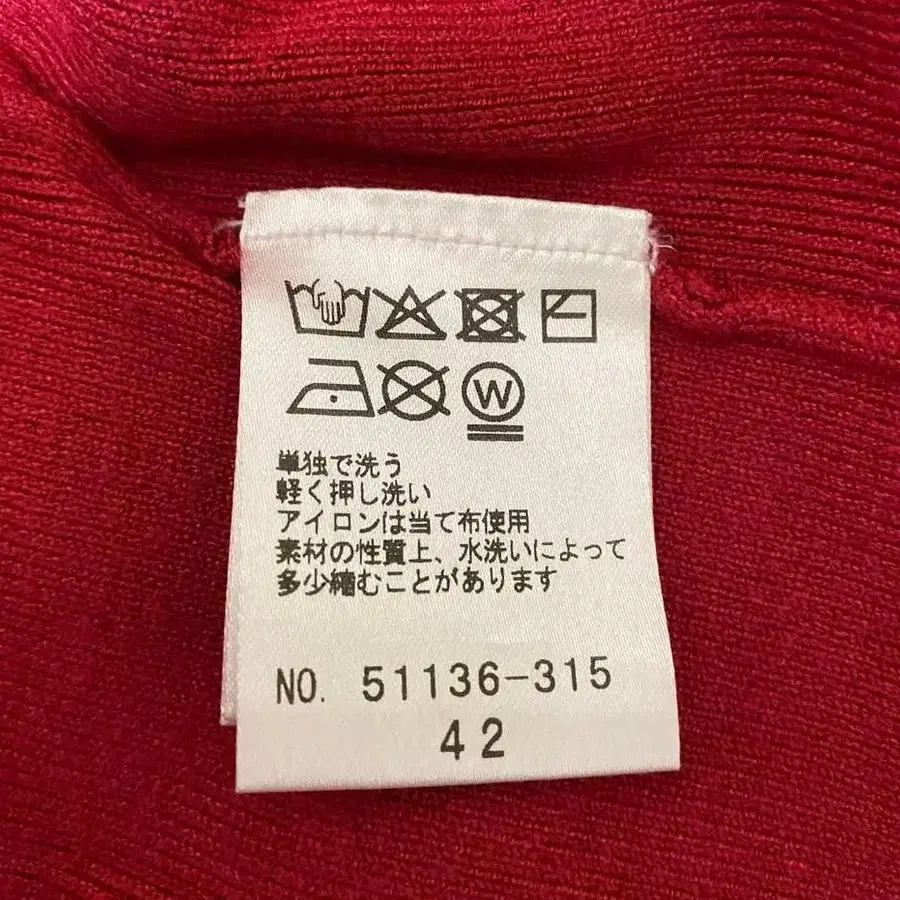 W
単独で洗う
軽く押し洗い
アイロンは当て布使用
素材の性質上、水洗いによって
多少縮むことがあります
NO. 51136-315
42